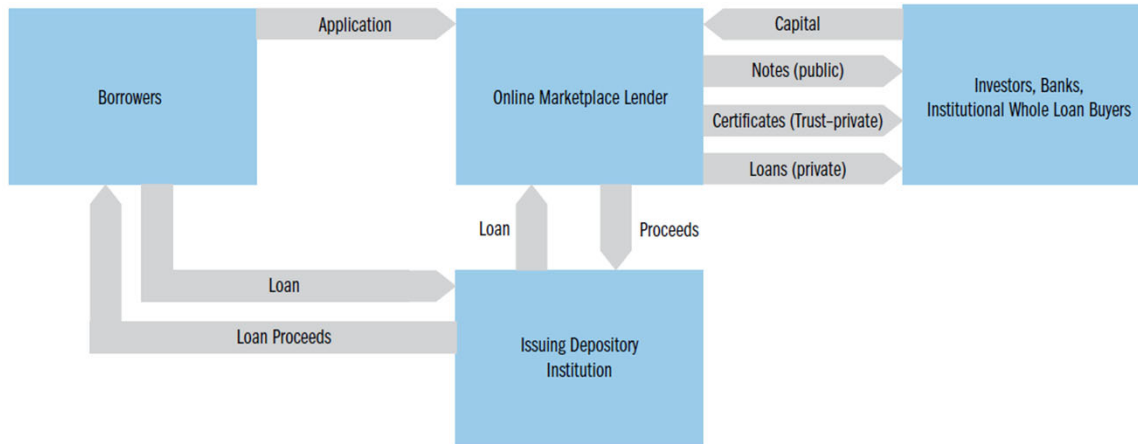 Application
Capital
Borrowers
Online Marketplace Lender
Notes (public)
Investors, Banks,
Institutional Whole Loan Buyers
Certificates (Trust–private)
Loans (private)
Loan
Proceeds
Loan
Loan Proceeds
Issuing Depository
Institution